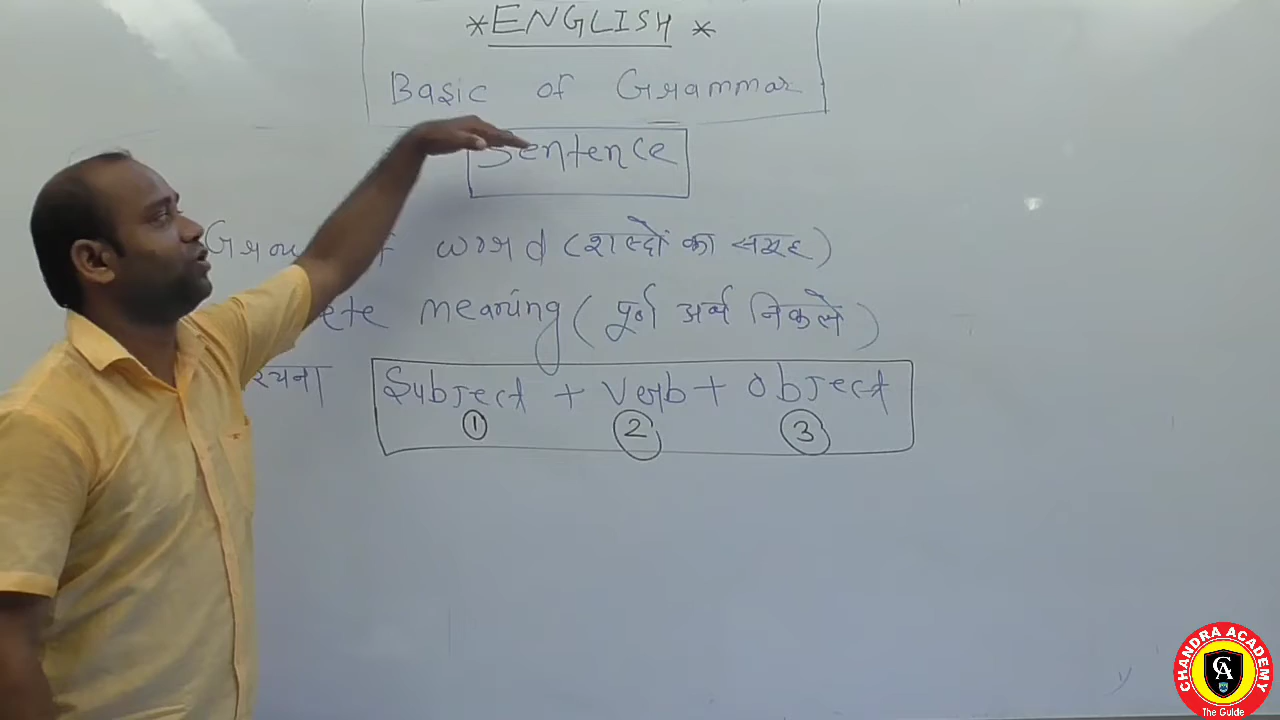 *ENGLISH *
Basic of Grammar
Sentence
word (शब्दों का समूह)
meaning ( पूर्ण अर्थ निकले )
रचना Subject + Verb + Object
1 2 3
CHANDRA ACADEMY
CA
The Guide